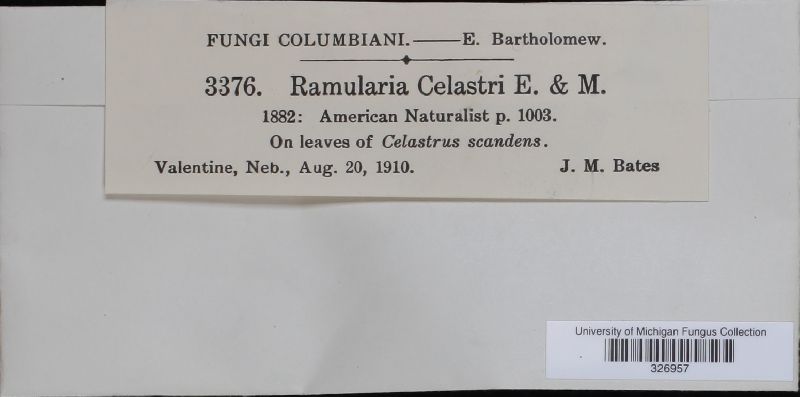 FUNGI COLUMBIANI.——E. Bartholomew.
3376. Ramularia Celastri E. & M.
1882: American Naturalist p. 1003.
On leaves of Celastrus scandens.
Valentine, Neb., Aug. 20, 1910. J. M. Bates
University of Michigan Fungus Collection
326957